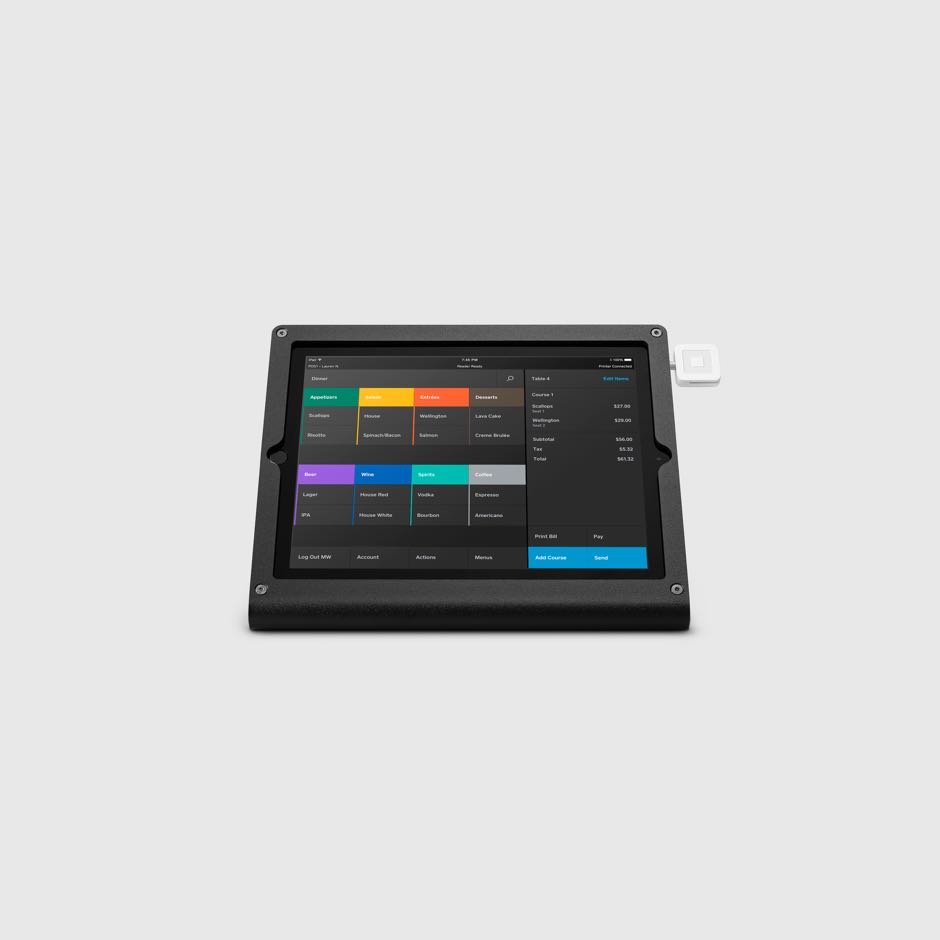 iPad 7:45 PM 100%
POS1 • Lauren N. Reader Ready Printer Connected
Dinner
Table 4 Edit Items
Appetizers Salads Entrées Desserts
Scallops House Wellington Lava Cake
Risotto Spinach/Bacon Salmon Creme Brulée
Beer Wine Spirits Coffee
Lager House Red Vodka Espresso
IPA House White Bourbon Americano
Log Out MW Account Actions Menus
Course 1
Scallops $27.00
Seat 1
Wellington $29.00
Seat 2
Subtotal $56.00
Tax $5.32
Total $61.32
Print Bill Pay
Add Course Send